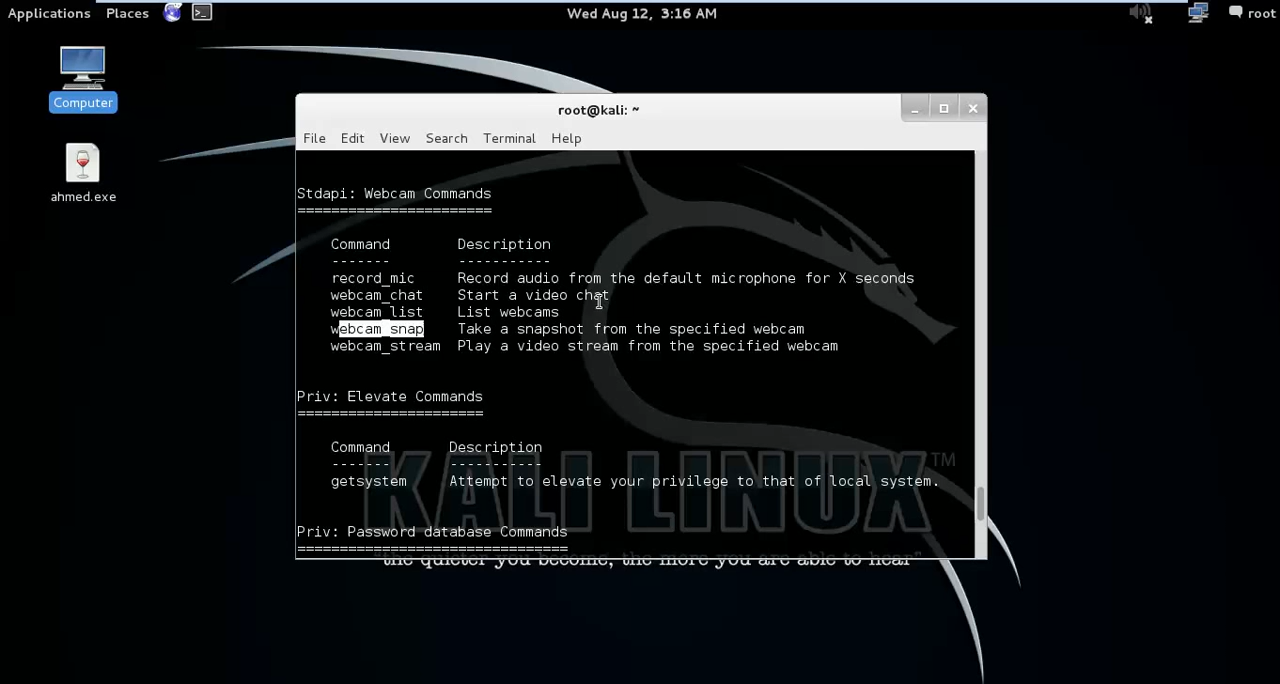 Applications Places Wed Aug 12, 3:16 AM root
Computer
ahmed.exe
root@kali: ~
File Edit View Search Terminal Help
Stdapi: Webcam Commands
=======================
Command Description
------- -----------
record_mic Record audio from the default microphone for X seconds
webcam_chat Start a video chat
webcam_list List webcams
webcam_snap Take a snapshot from the specified webcam
webcam_stream Play a video stream from the specified webcam
Priv: Elevate Commands
======================
Command Description
------- -----------
getsystem Attempt to elevate your privilege to that of local system.
Priv: Password database Commands
================================
KALI LINUX™
"the quieter you become, the more you are able to hear"